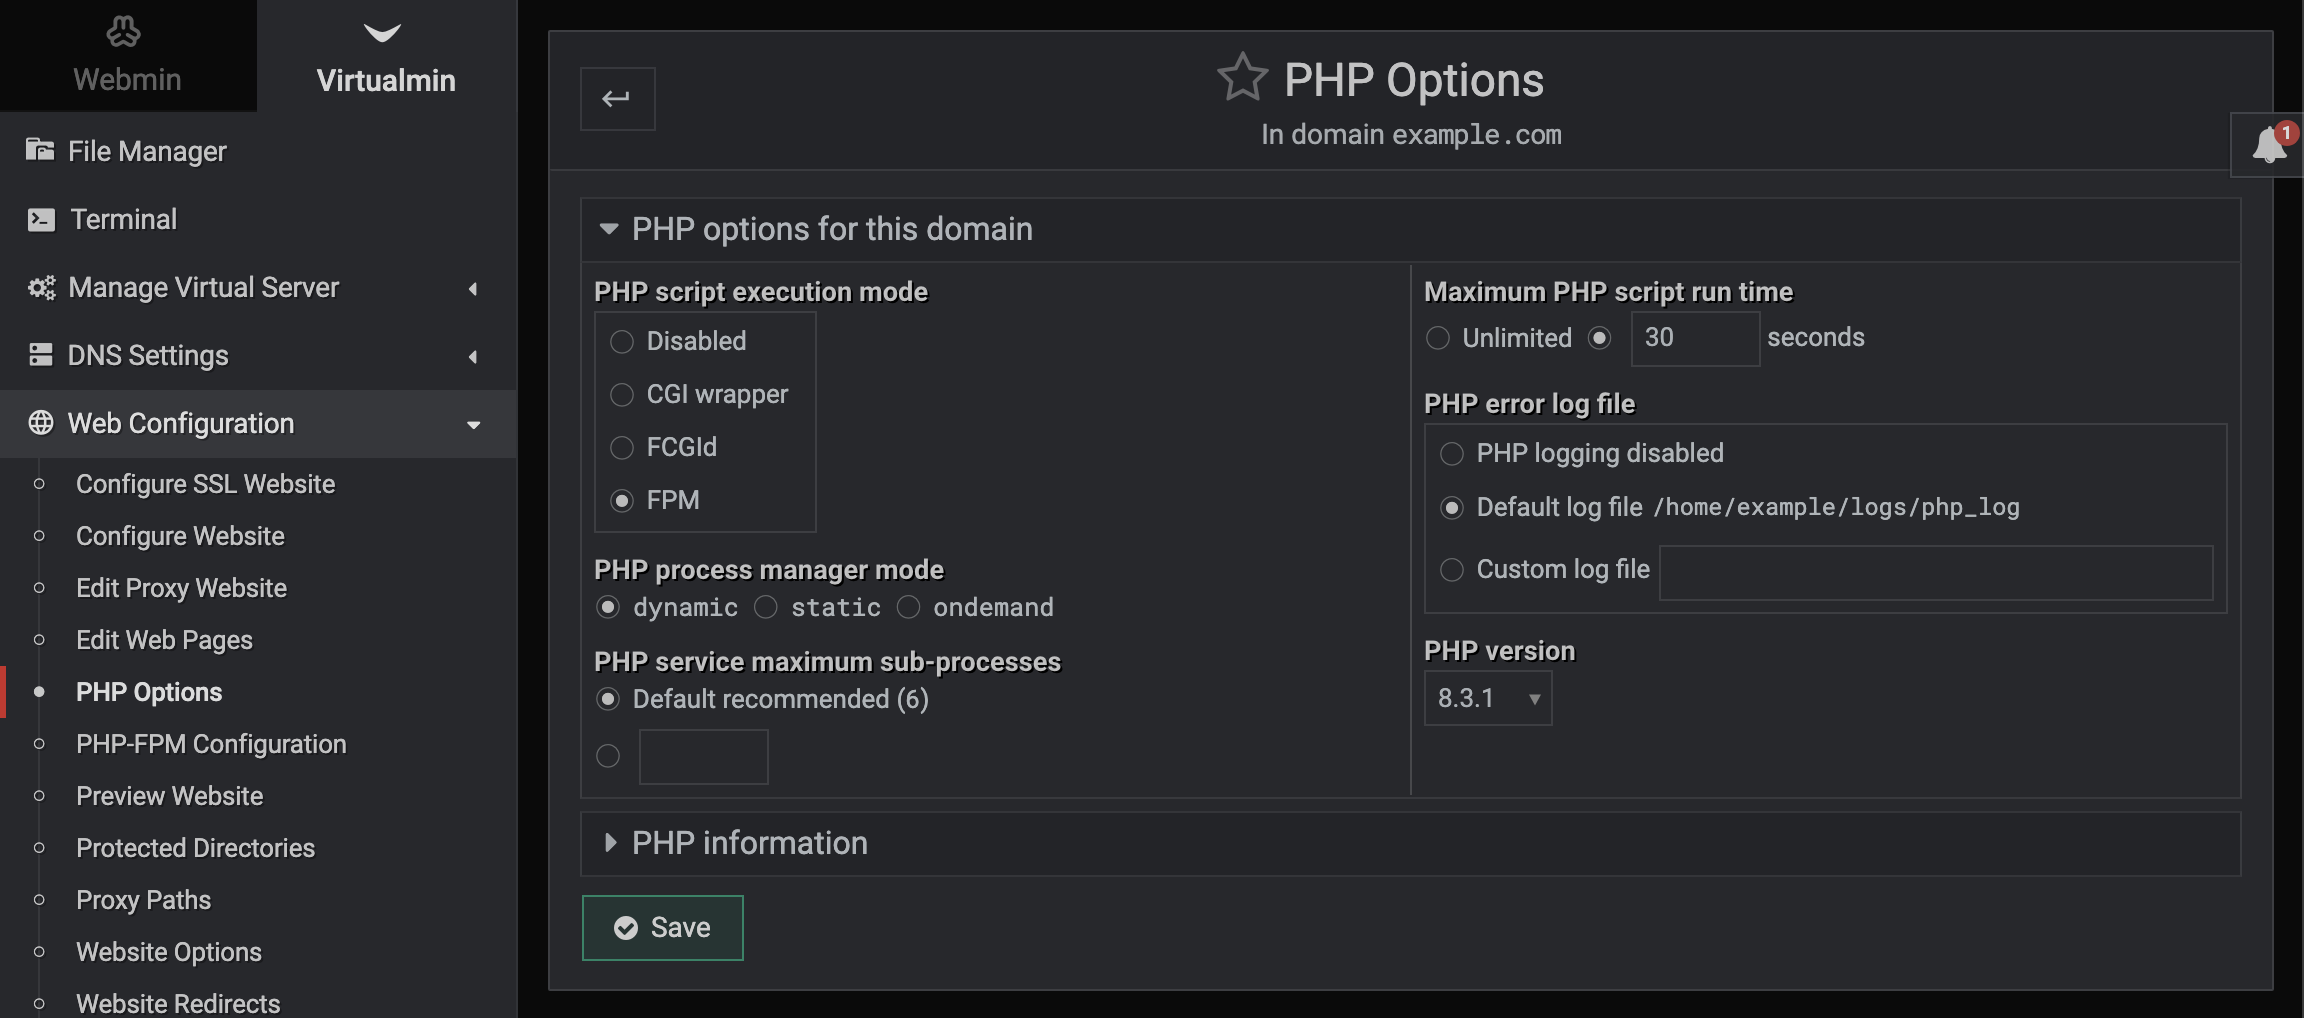 Webmin
Virtualmin
File Manager
Terminal
Manage Virtual Server
DNS Settings
Web Configuration
Configure SSL Website
Configure Website
Edit Proxy Website
Edit Web Pages
PHP Options
PHP-FPM Configuration
Preview Website
Protected Directories
Proxy Paths
Website Options
Website Redirects
PHP Options
In domain example.com
1
PHP options for this domain
PHP script execution mode
Disabled
CGI wrapper
FCGId
FPM
PHP process manager mode
dynamic static ondemand
PHP service maximum sub-processes
Default recommended (6)
Maximum PHP script run time
Unlimited 30 seconds
PHP error log file
PHP logging disabled
Default log file /home/example/logs/php_log
Custom log file
PHP version
8.3.1
PHP information
Save